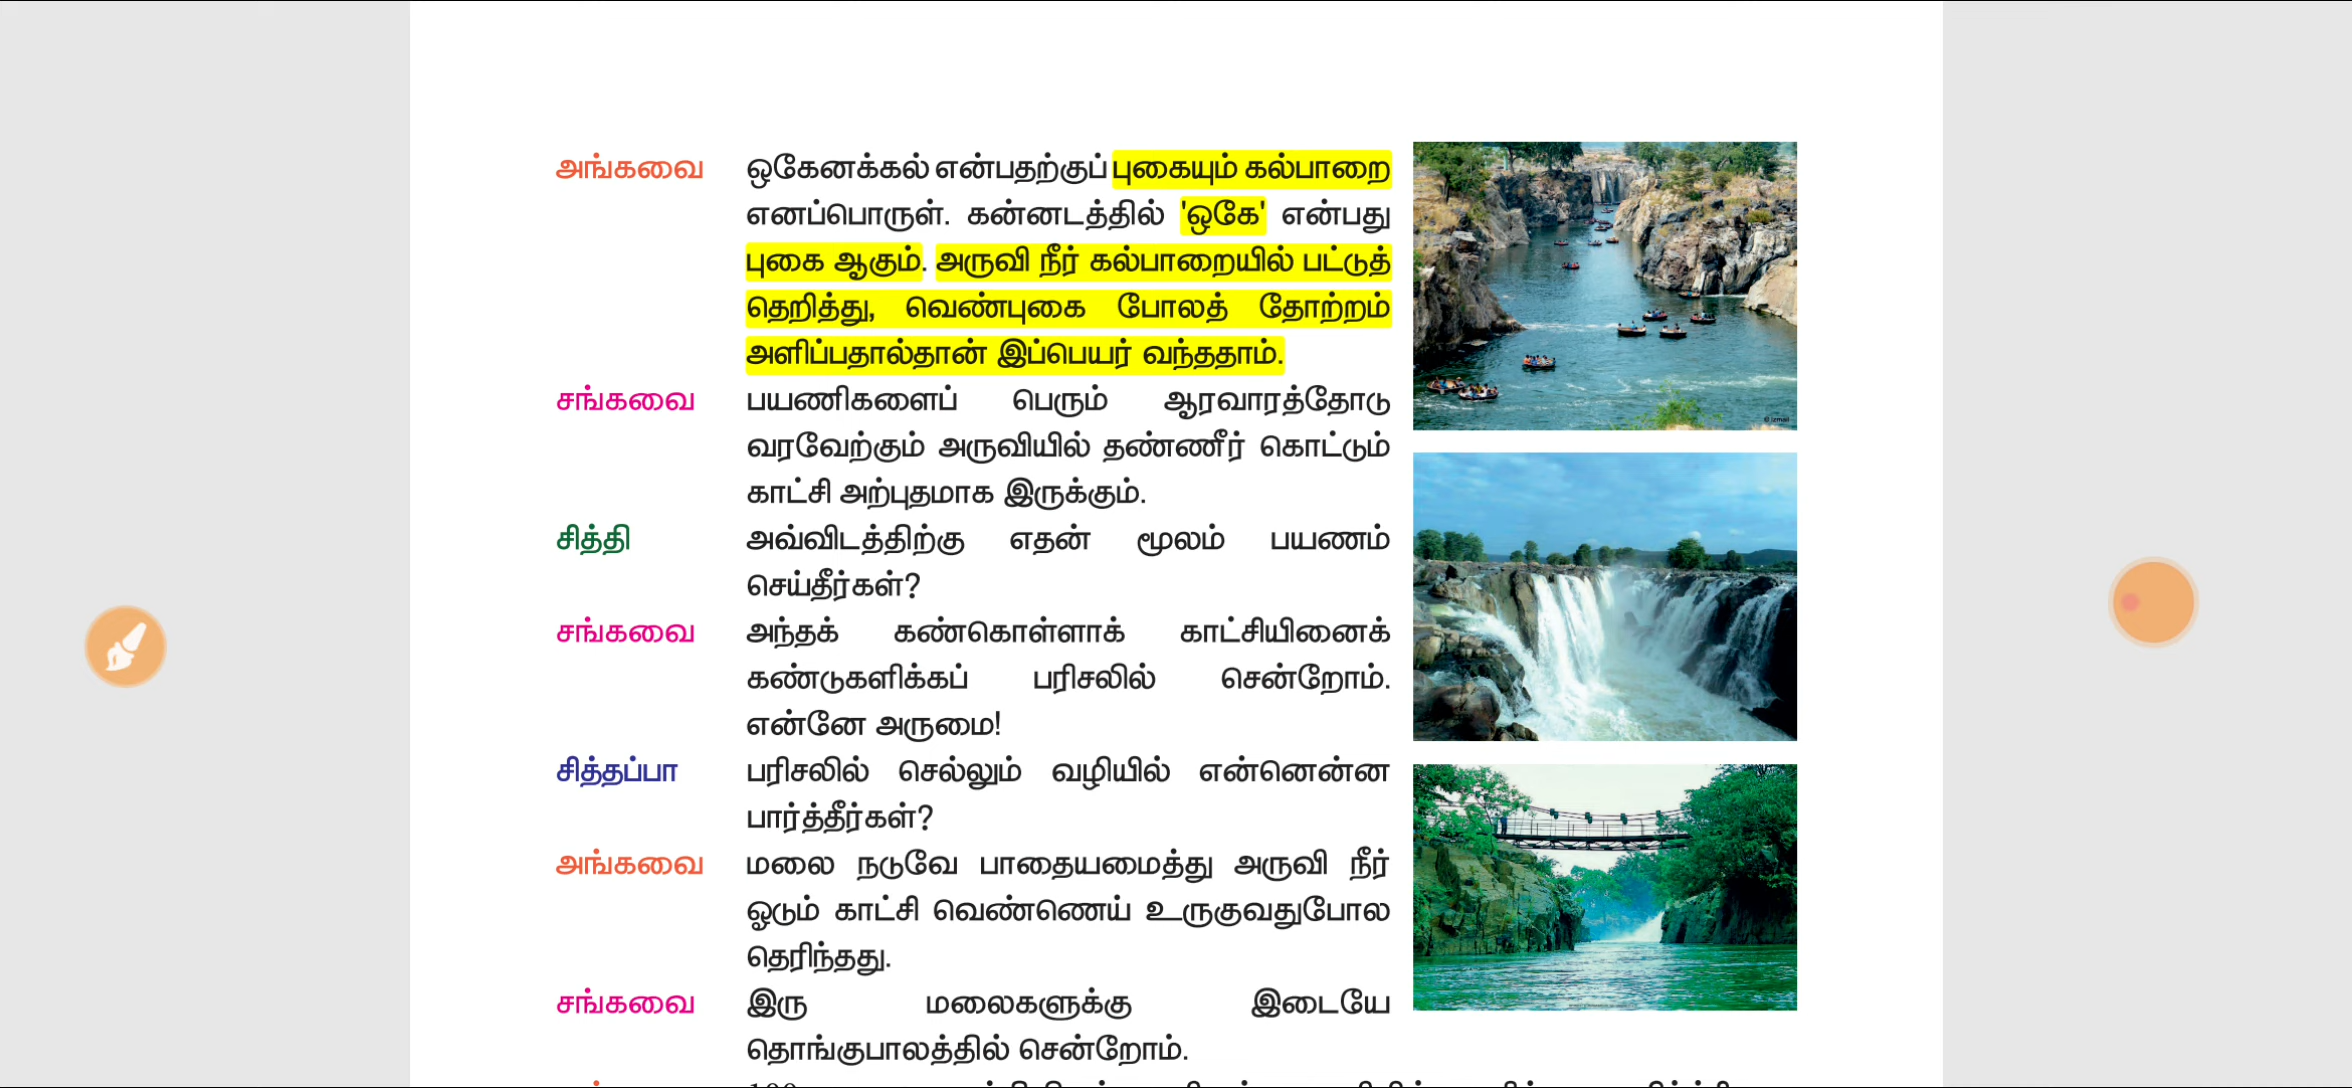 அங்கவை ஒகேனக்கல் என்பதற்குப் புகையும் கல்பாறை
எனப்பொருள். கன்னடத்தில் 'ஒகே' என்பது
புகை ஆகும். அருவி நீர் கல்பாறையில் பட்டுத்
தெறித்து, வெண்புகை போலத் தோற்றம்
அளிப்பதால்தான் இப்பெயர் வந்ததாம்.
சங்கவை பயணிகளைப் பெரும் ஆரவாரத்தோடு
வரவேற்கும் அருவியில் தண்ணீர் கொட்டும்
காட்சி அற்புதமாக இருக்கும்.
சித்தி அவ்விடத்திற்கு எதன் மூலம் பயணம்
செய்தீர்கள்?
சங்கவை அந்தக் கண்கொள்ளாக் காட்சியினைக்
கண்டுகளிக்கப் பரிசலில் சென்றோம்.
என்னே அருமை!
சித்தப்பா பரிசலில் செல்லும் வழியில் என்னென்ன
பார்த்தீர்கள்?
அங்கவை மலை நடுவே பாதையமைத்து அருவி நீர்
ஓடும் காட்சி வெண்ணெய் உருகுவதுபோல
தெரிந்தது.
சங்கவை இரு மலைகளுக்கு இடையே
தொங்குபாலத்தில் சென்றோம்.